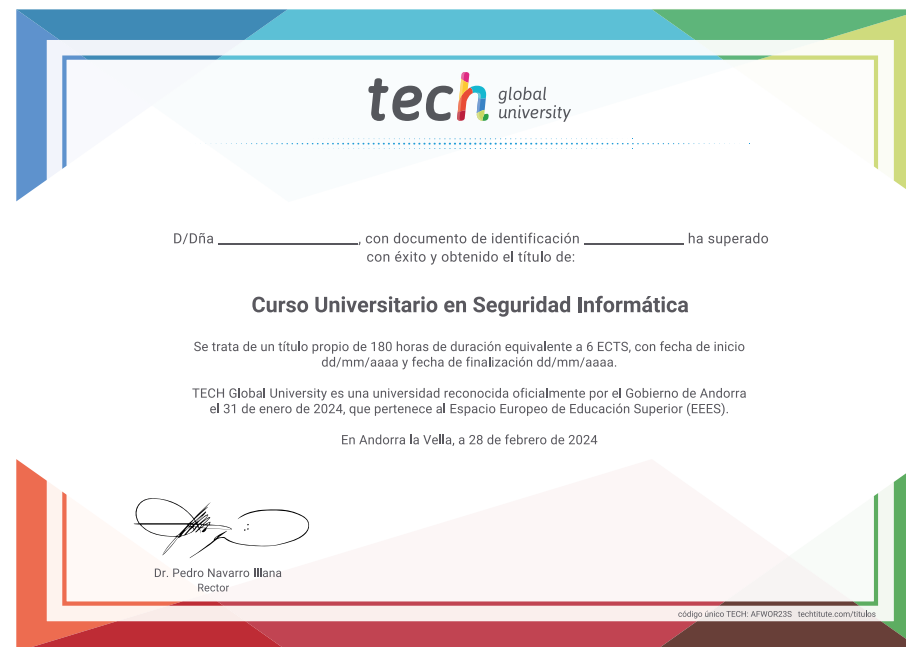 tech global university
D/Dña ____________________, con documento de identificación ______________ ha superado
con éxito y obtenido el título de:
Curso Universitario en Seguridad Informática
Se trata de un título propio de 180 horas de duración equivalente a 6 ECTS, con fecha de inicio
dd/mm/aaaa y fecha de finalización dd/mm/aaaa.
TECH Global University es una universidad reconocida oficialmente por el Gobierno de Andorra
el 31 de enero de 2024, que pertenece al Espacio Europeo de Educación Superior (EEES).
En Andorra la Vella, a 28 de febrero de 2024
Dr. Pedro Navarro Illana
Rector
código único TECH: AFWOR23S techtitute.com/titulos